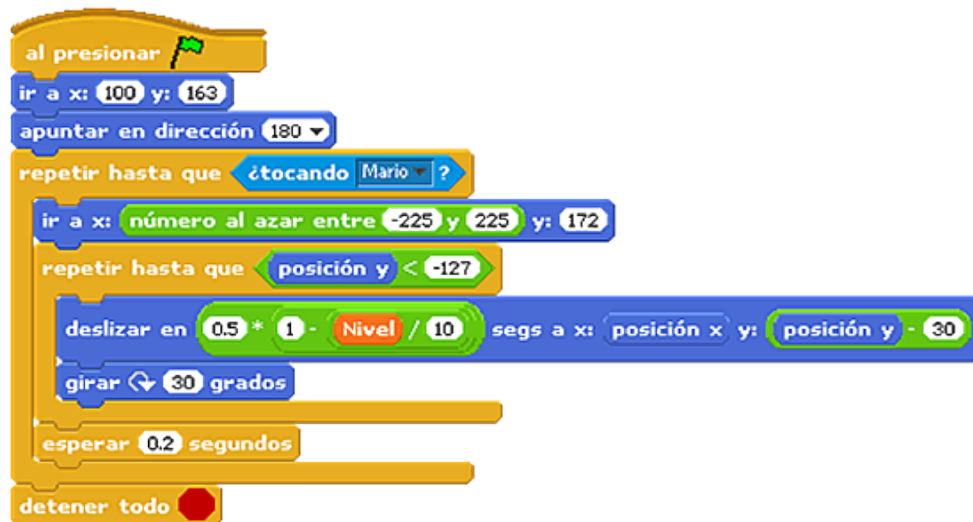 al presionar
ir a x: 100 y: 163
apuntar en dirección 180
repetir hasta que ¿tocando Mario ?
ir a x: número al azar entre -225 y 225 y: 172
repetir hasta que posición y < -127
deslizar en 0.5 * 1 - Nivel / 10 segs a x: posición x y: posición y - 30
girar 30 grados
esperar 0.2 segundos
detener todo